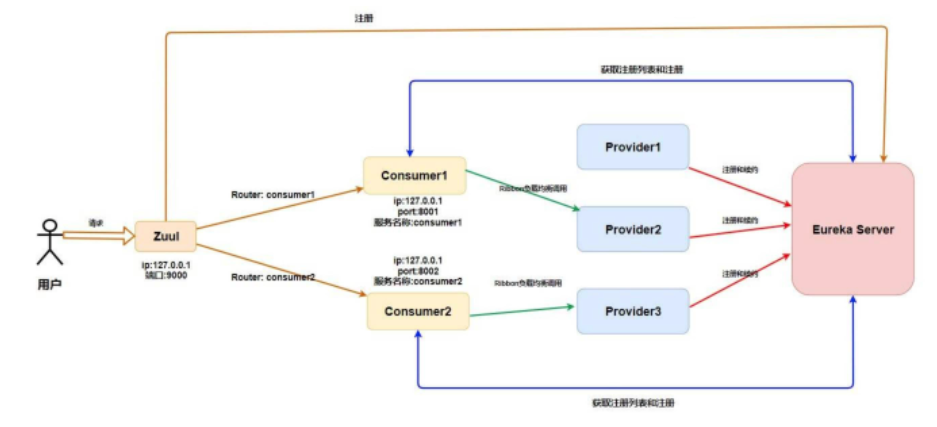 注册
获取注册列表和注册
Provider1
Consumer1
注册和续约
Router: consumer1
Ribbon负载均衡调用
ip:127.0.0.1
port:8001
服务名称:consumer1
请求
Zuul
Provider2
注册和续约
Eureka Server
用户
ip:127.0.0.1
端口:9000
Router: consumer2
ip:127.0.0.1
port:8002
服务名称:consumer2
Ribbon负载均衡调用
注册和续约
Consumer2
Provider3
获取注册列表和注册